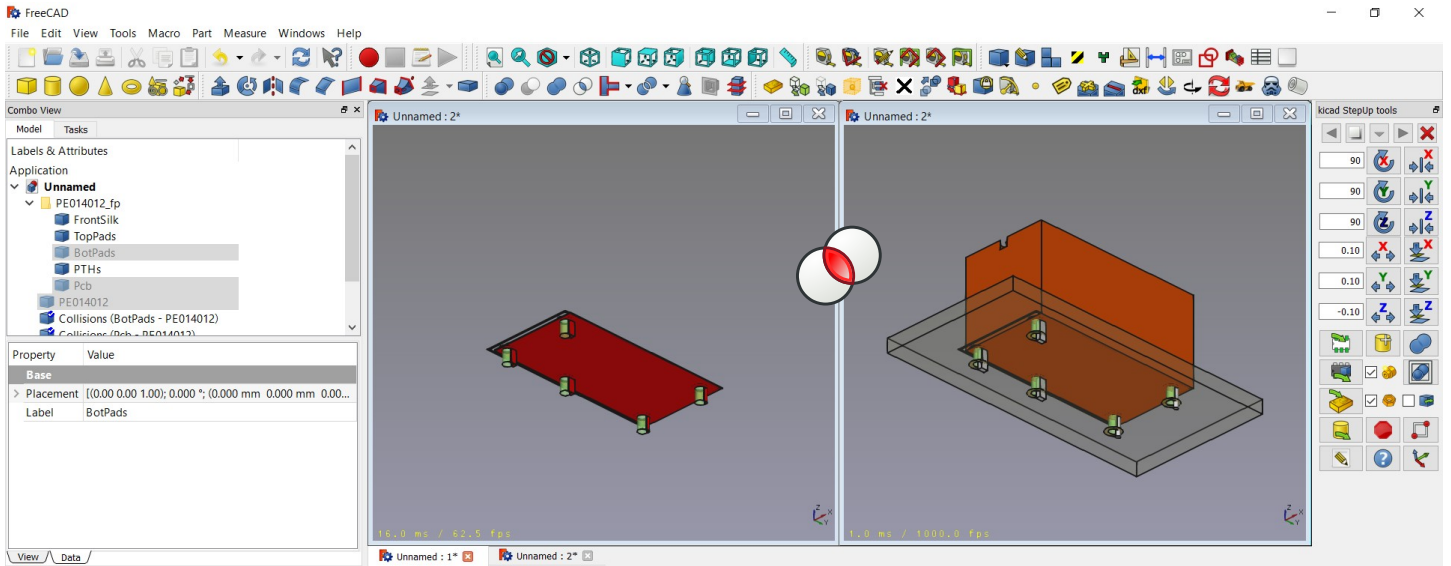 FreeCAD
File Edit View Tools Macro Part Measure Windows Help
Combo View
Model Tasks
Labels & Attributes
Application
Unnamed
PE014012_fp
FrontSilk
TopPads
BotPads
PTHs
Pcb
PE014012
Collisions (BotPads - PE014012)
Collisions (Pcb - PE014012)
Property Value
Base
Placement [(0.00 0.00 1.00); 0.000 °; (0.000 mm 0.000 mm 0.00...
Label BotPads
View Data
Unnamed : 2*
16.0 ms / 62.5 fps
Z X Y
Unnamed : 2*
1.0 ms / 1000.0 fps
Z X Y
Unnamed : 1* Unnamed : 2*
kicad StepUp tools
90 X X
90 Y Y
90 Z Z
0.10 X X
0.10 Y Y
-0.10 Z Z
dxf